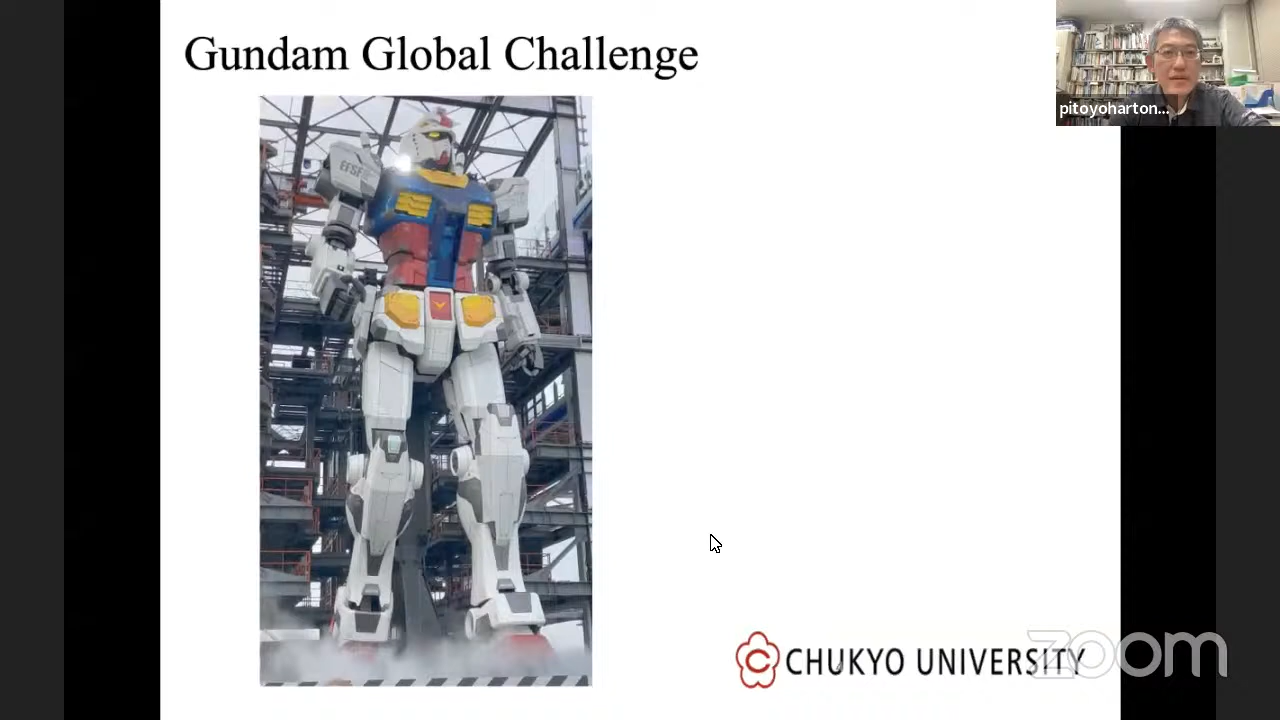 Gundam Global Challenge
pitoyoharton...
EFSF
CHUKYO UNIVERSITY
zoom